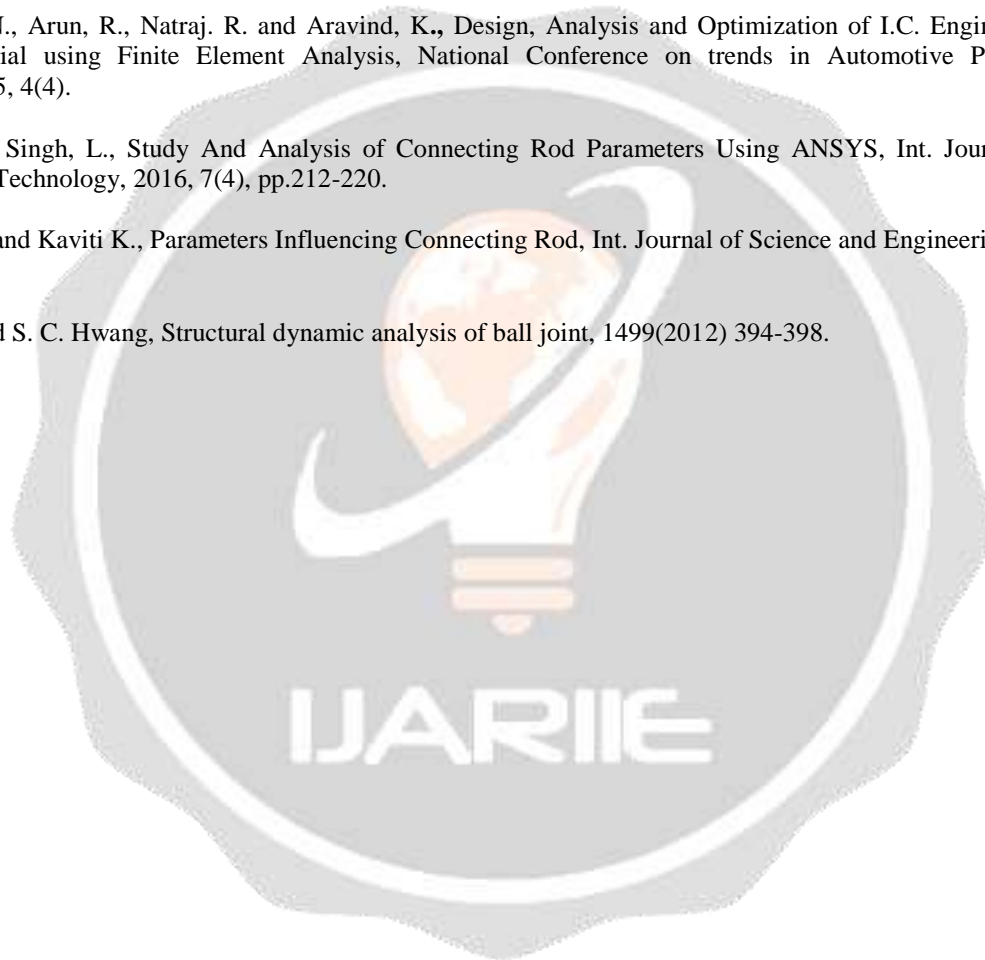 J., Arun, R., Natraj. R. and Aravind, K., Design, Analysis and Optimization of I.C. Engin
ial using Finite Element Analysis, National Conference on trends in Automotive P
5, 4(4).
Singh, L., Study And Analysis of Connecting Rod Parameters Using ANSYS, Int. Jour
Technology, 2016, 7(4), pp.212-220.
and Kaviti K., Parameters Influencing Connecting Rod, Int. Journal of Science and Engineeri
d S. C. Hwang, Structural dynamic analysis of ball joint, 1499(2012) 394-398.
IJARIIE